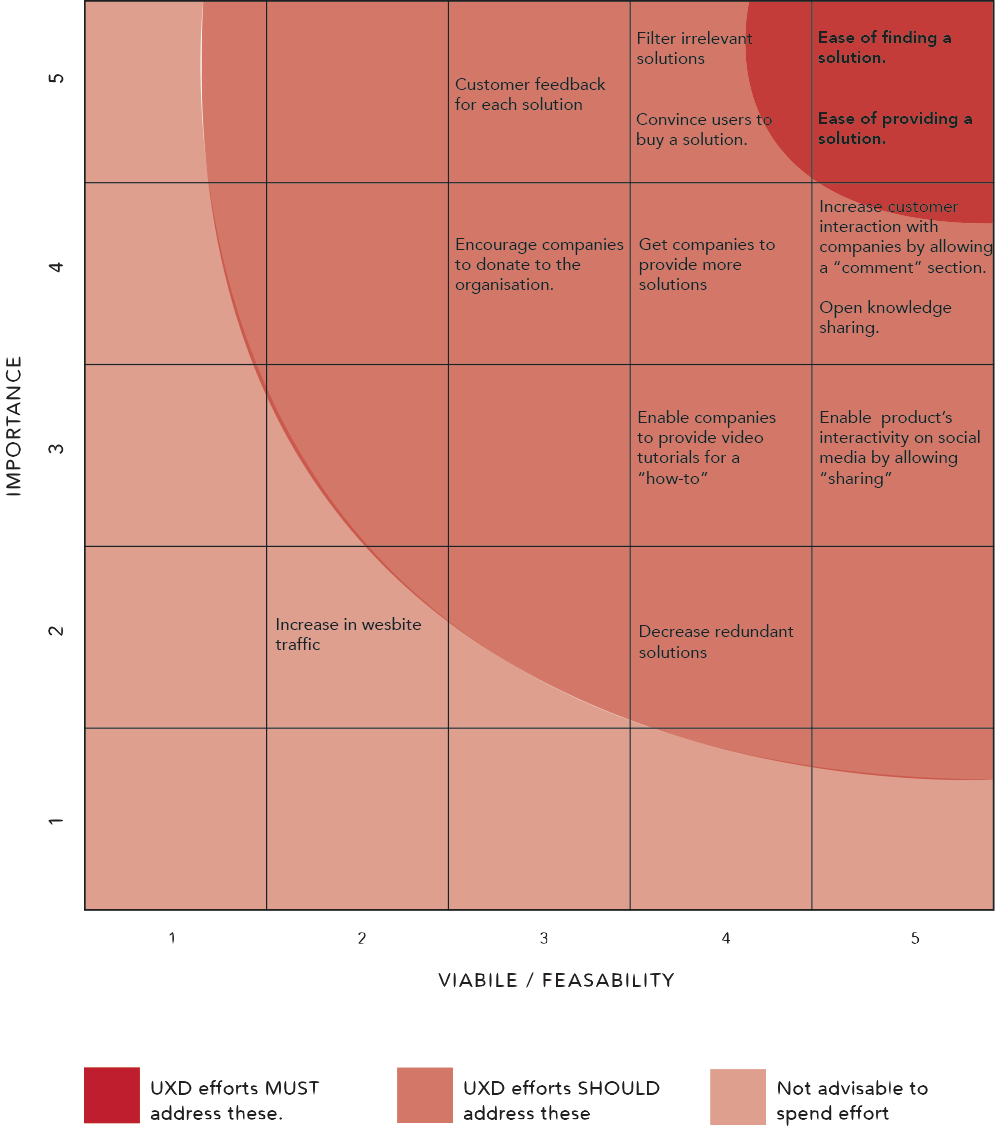 5
Customer feedback
for each solution
Filter irrelevant
solutions
Convince users to
buy a solution.
Ease of finding a
solution.
Ease of providing a
solution.
4
Encourage companies
to donate to the
organisation.
Get companies to
provide more
solutions
Increase customer
interaction with
companies by allowing
a “comment” section.
Open knowledge
sharing.
IMPORTANCE
3
Enable companies
to provide video
tutorials for a
“how-to”
Enable  product’s
interactivity on social
media by allowing
“sharing”
2
Increase in wesbite
traffic
Decrease redundant
solutions
1
1
2
3
4
5
VIABILE / FEASABILITY
UXD efforts MUST
address these.
UXD efforts SHOULD
address these
Not advisable to
spend effort